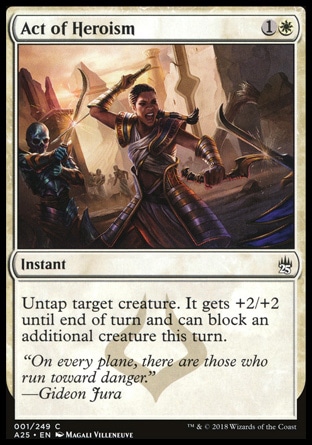 Act of Heroism 1
Instant
25
Untap target creature. It gets +2/+2
until end of turn and can block an
additional creature this turn.
"On every plane, there are those who
run toward danger."
—Gideon Jura
001/249 C
A25 • EN Magali Villeneuve ™ & © 2018 Wizards of the Coast